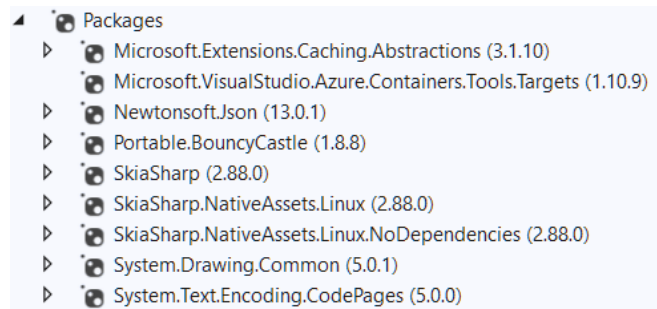 Packages
Microsoft.Extensions.Caching.Abstractions (3.1.10)
Microsoft.VisualStudio.Azure.Containers.Tools.Targets (1.10.9)
Newtonsoft.Json (13.0.1)
Portable.BouncyCastle (1.8.8)
SkiaSharp (2.88.0)
SkiaSharp.NativeAssets.Linux (2.88.0)
SkiaSharp.NativeAssets.Linux.NoDependencies (2.88.0)
System.Drawing.Common (5.0.1)
System.Text.Encoding.CodePages (5.0.0)